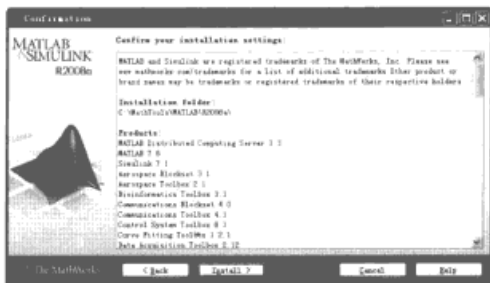 Confirmation
MATLAB
SIMULINK
R2008a
Confirm your installation settings:
MATLAB and Simulink are registered trademarks of The MathWorks, Inc. Please see
www.mathworks.com/trademarks for a list of additional trademarks. Other product or
brand names may be trademarks or registered trademarks of their respective holders.
Installation folder:
C:\MathTools\MATLAB\R2008a\
Products:
MATLAB Distributed Computing Server 3.3
MATLAB 7.6
Simulink 7.1
Aerospace Blockset 3.1
Aerospace Toolbox 2.1
Bioinformatics Toolbox 3.1
Communications Blockset 4.0
Communications Toolbox 4.1
Control System Toolbox 8.1
Curve Fitting Toolbox 1.2.1
Data Acquisition Toolbox 2.12
The MathWorks
< Back
Install >
Cancel
Help